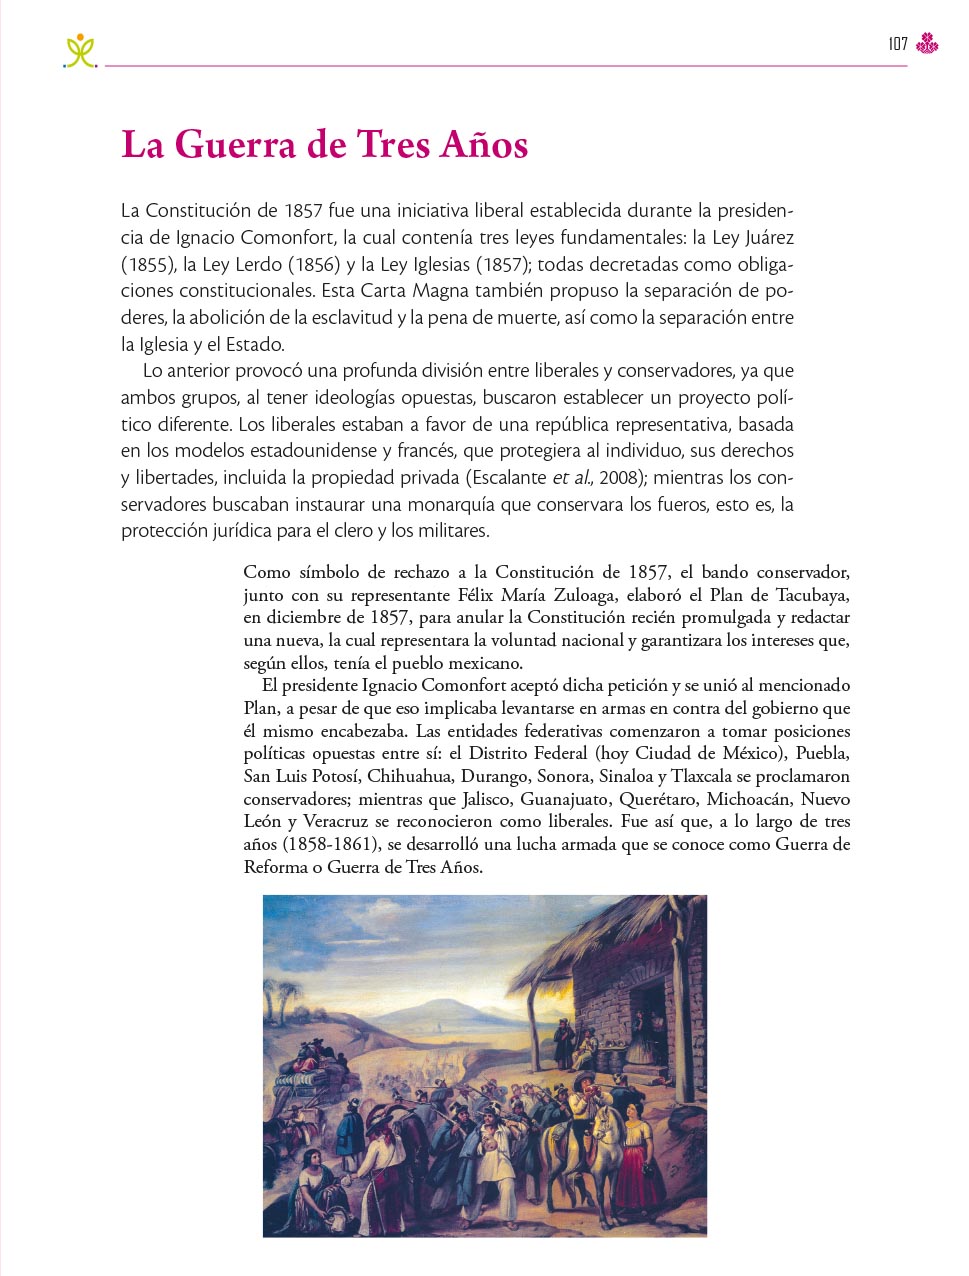 107
La Guerra de Tres Años
La Constitución de 1857 fue una iniciativa liberal establecida durante la presiden-
cia de Ignacio Comonfort, la cual contenía tres leyes fundamentales: la Ley Juárez
(1855), la Ley Lerdo (1856) y la Ley Iglesias (1857); todas decretadas como obliga-
ciones constitucionales. Esta Carta Magna también propuso la separación de po-
deres, la abolición de la esclavitud y la pena de muerte, así como la separación entre
la Iglesia y el Estado.
Lo anterior provocó una profunda división entre liberales y conservadores, ya que
ambos grupos, al tener ideologías opuestas, buscaron establecer un proyecto polí-
tico diferente. Los liberales estaban a favor de una república representativa, basada
en los modelos estadounidense y francés, que protegiera al individuo, sus derechos
y libertades, incluida la propiedad privada (Escalante et al., 2008); mientras los con-
servadores buscaban instaurar una monarquía que conservara los fueros, esto es, la
protección jurídica para el clero y los militares.
Como símbolo de rechazo a la Constitución de 1857, el bando conservador,
junto con su representante Félix María Zuloaga, elaboró el Plan de Tacubaya,
en diciembre de 1857, para anular la Constitución recién promulgada y redactar
una nueva, la cual representara la voluntad nacional y garantizara los intereses que,
según ellos, tenía el pueblo mexicano.
El presidente Ignacio Comonfort aceptó dicha petición y se unió al mencionado
Plan, a pesar de que eso implicaba levantarse en armas en contra del gobierno que
él mismo encabezaba. Las entidades federativas comenzaron a tomar posiciones
políticas opuestas entre sí: el Distrito Federal (hoy Ciudad de México), Puebla,
San Luis Potosí, Chihuahua, Durango, Sonora, Sinaloa y Tlaxcala se proclamaron
conservadores; mientras que Jalisco, Guanajuato, Querétaro, Michoacán, Nuevo
León y Veracruz se reconocieron como liberales. Fue así que, a lo largo de tres
años (1858-1861), se desarrolló una lucha armada que se conoce como Guerra de
Reforma o Guerra de Tres Años.